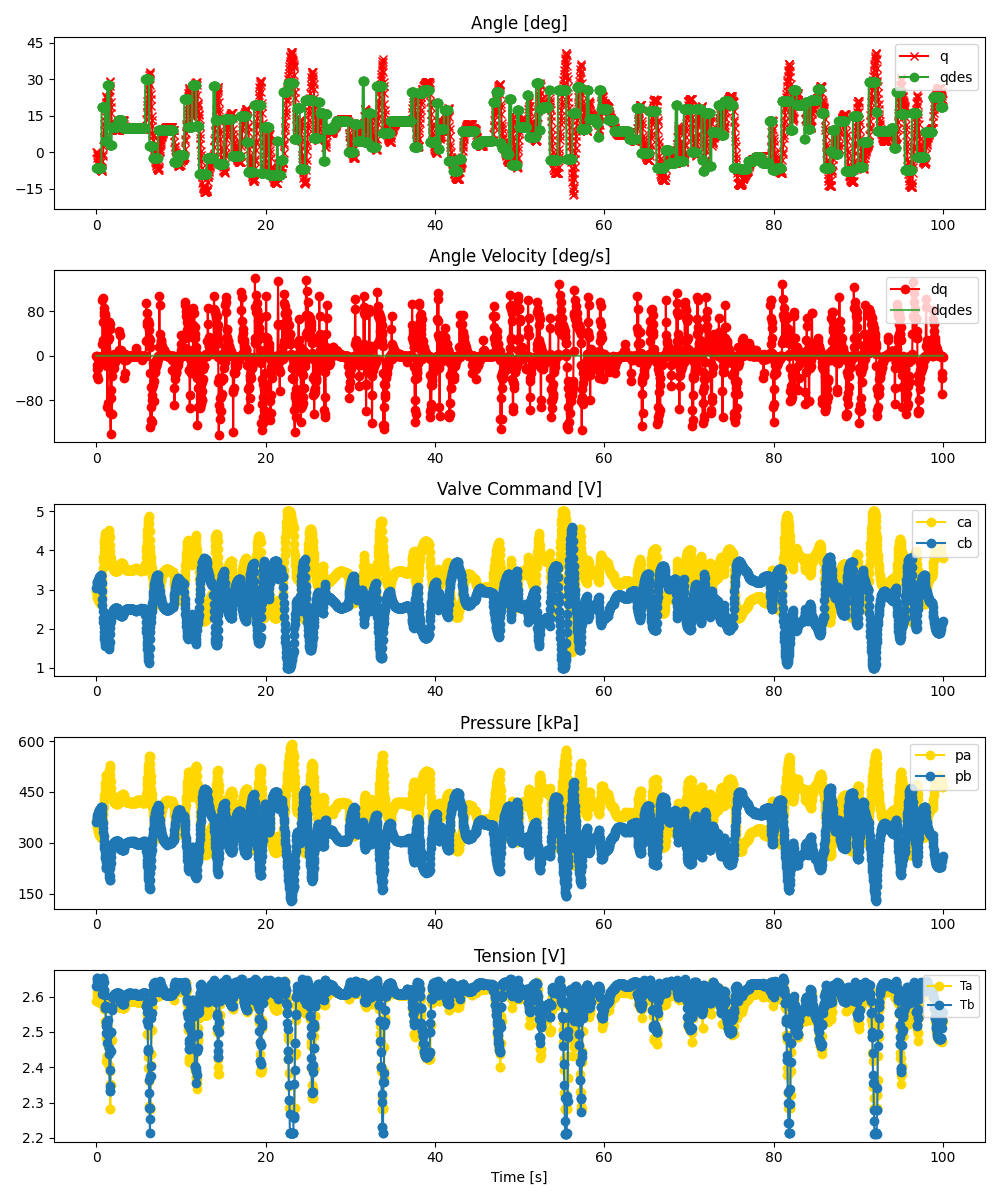 Angle [deg]
45
30
15
0
−15
q
qdes
0 20 40 60 80 100
Angle Velocity [deg/s]
80
0
−80
dq
dqdes
0 20 40 60 80 100
Valve Command [V]
5
4
3
2
1
ca
cb
0 20 40 60 80 100
Pressure [kPa]
600
450
300
150
pa
pb
0 20 40 60 80 100
Tension [V]
2.6
2.5
2.4
2.3
2.2
Ta
Tb
0 20 40 60 80 100
Time [s]